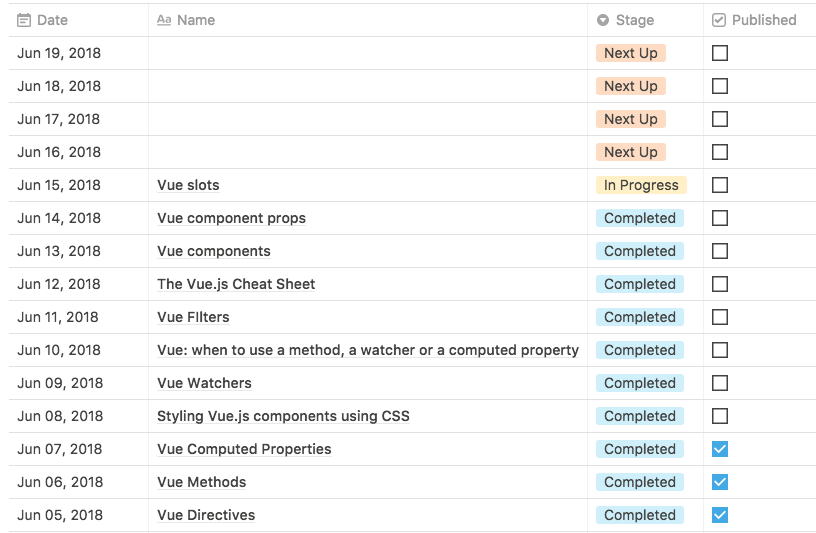 Date Aa Name Stage Published
Jun 19, 2018 Next Up
Jun 18, 2018 Next Up
Jun 17, 2018 Next Up
Jun 16, 2018 Next Up
Jun 15, 2018 Vue slots In Progress
Jun 14, 2018 Vue component props Completed
Jun 13, 2018 Vue components Completed
Jun 12, 2018 The Vue.js Cheat Sheet Completed
Jun 11, 2018 Vue FIlters Completed
Jun 10, 2018 Vue: when to use a method, a watcher or a computed property Completed
Jun 09, 2018 Vue Watchers Completed
Jun 08, 2018 Styling Vue.js components using CSS Completed
Jun 07, 2018 Vue Computed Properties Completed
Jun 06, 2018 Vue Methods Completed
Jun 05, 2018 Vue Directives Completed